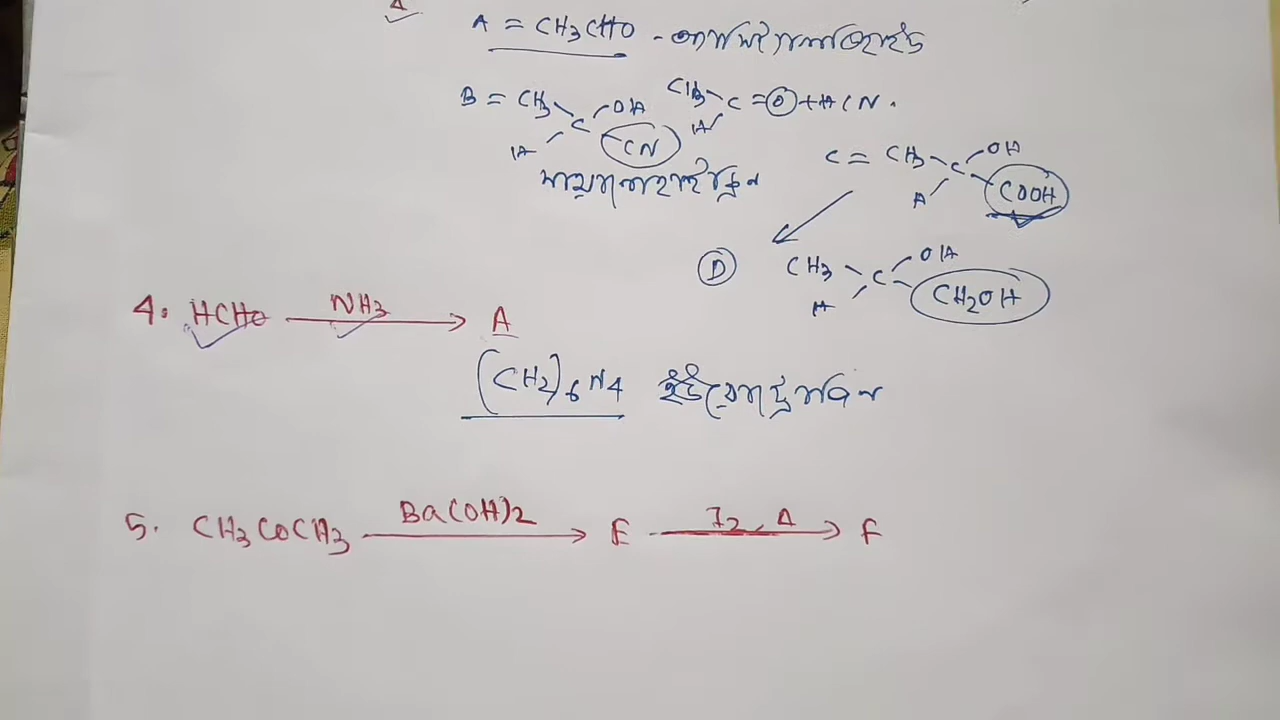 Δ
A = CH3CHO -
B = CH3 C OH H CN
CH3 C = O + HCN.
সায়ানোহাইড্রিন
C = CH3 C OH H COOH
D CH3 C OH H CH2OH
4. HCHO NH3 A
(CH2)6N4
5. CH3COCH3 Ba(OH)2 E I2, Δ F